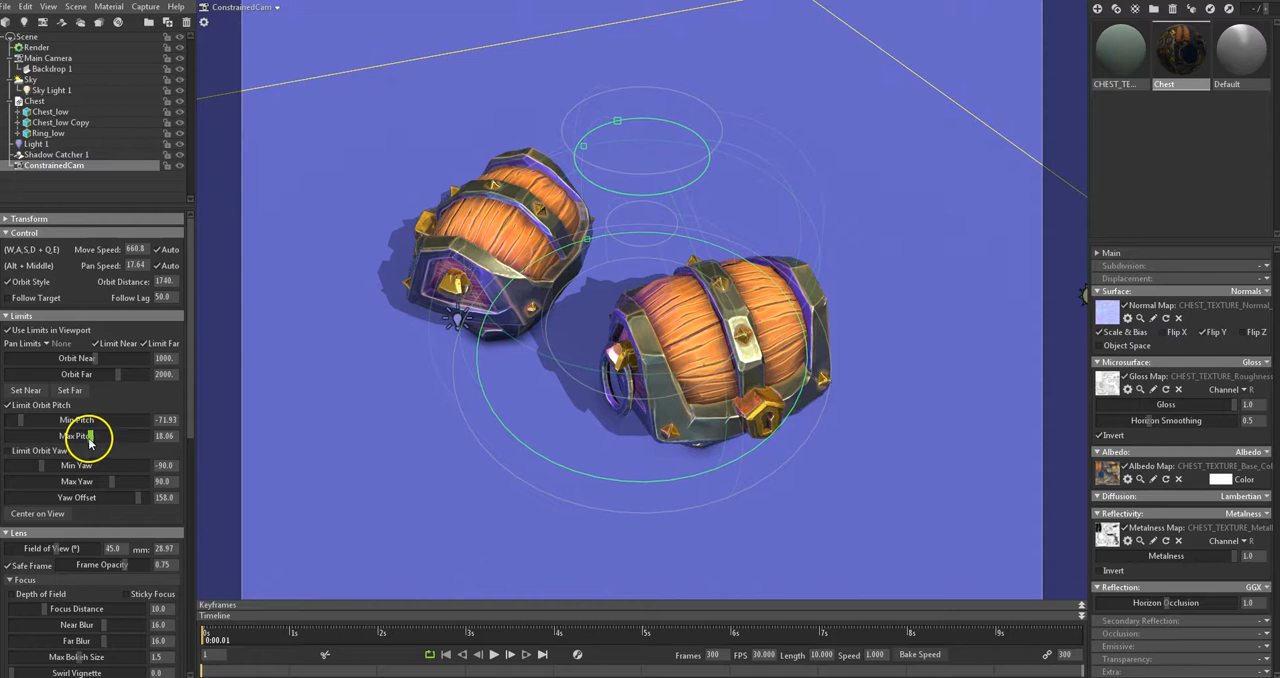 File Edit View Scene Material Capture Help
ConstrainedCam
Scene
Render
Main Camera
Backdrop 1
Sky
Sky Light 1
Chest
Chest_low
Chest_low Copy
Ring_low
Light 1
Shadow Catcher 1
ConstrainedCam
Transform
Control
(W,A,S,D + Q,E) Move Speed: 660.8 Auto
(Alt + Middle) Pan Speed: 17.64 Auto
Orbit Style Orbit Distance: 1740.
Follow Target Follow Lag 50.0
Limits
Use Limits in Viewport
Pan Limits None Limit Near Limit Far
Orbit Near 1000.
Orbit Far 2000.
Set Near Set Far
Limit Orbit Pitch
Min Pitch -71.93
Max Pitch 18.06
Limit Orbit Yaw
Min Yaw -90.0
Max Yaw 90.0
Yaw Offset 158.0
Center on View
Lens
Field of View (°) 45.0 mm: 28.97
Safe Frame Frame Opacity 0.75
Focus
Depth of Field Sticky Focus
Focus Distance 10.0
Near Blur 16.0
Far Blur 16.0
Max Bokeh Size 1.5
Swirl Vignette 0.0
Keyframes
Timeline
0s 1s 2s 3s 4s 5s 6s 7s 8s 9s
0:00.01
1 Frames 300 FPS 30.000 Length 10.000 Speed 1.000 Bake Speed 300
CHEST_TE... Chest Default
Main
Subdivision:
Displacement:
Surface: Normals
Normal Map: CHEST_TEXTURE_Normal_
Scale & Bias Flip X Flip Y Flip Z
Object Space
Microsurface: Gloss
Gloss Map: CHEST_TEXTURE_Roughness
Channel R
Gloss 1.0
Horizon Smoothing 0.5
Invert
Albedo: Albedo
Albedo Map: CHEST_TEXTURE_Base_Col
Color
Diffusion: Lambertian
Reflectivity: Metalness
Metalness Map: CHEST_TEXTURE_Metall
Channel R
Metalness 1.0
Invert
Reflection: GGX
Horizon Occlusion 1.0
Secondary Reflection:
Occlusion:
Emissive:
Transparency:
Extra: